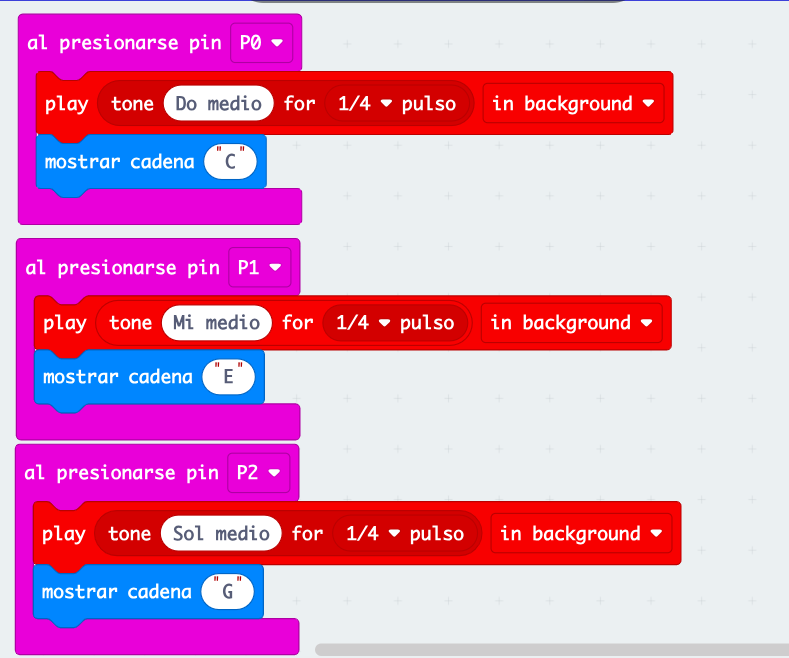 al presionarse pin P0
play tone Do medio for 1/4 pulso in background
mostrar cadena "C"
al presionarse pin P1
play tone Mi medio for 1/4 pulso in background
mostrar cadena "E"
al presionarse pin P2
play tone Sol medio for 1/4 pulso in background
mostrar cadena "G"